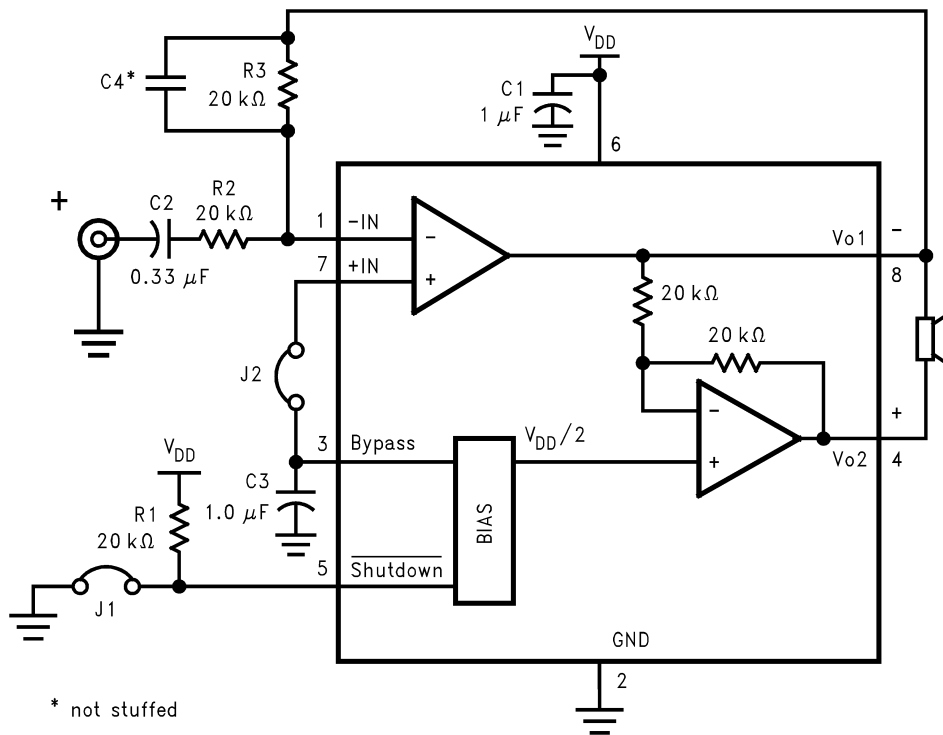 C4*
R3
20 kΩ
V_DD
C1
1 μF
6
+
C2
0.33 μF
R2
20 kΩ
1
-IN
7
+IN
-
+
Vo1
-
8
20 kΩ
20 kΩ
J2
3
Bypass
V_DD/2
-
+
+
Vo2
4
V_DD
C3
1.0 μF
R1
20 kΩ
BIAS
5
Shutdown
J1
GND
2
* not stuffed